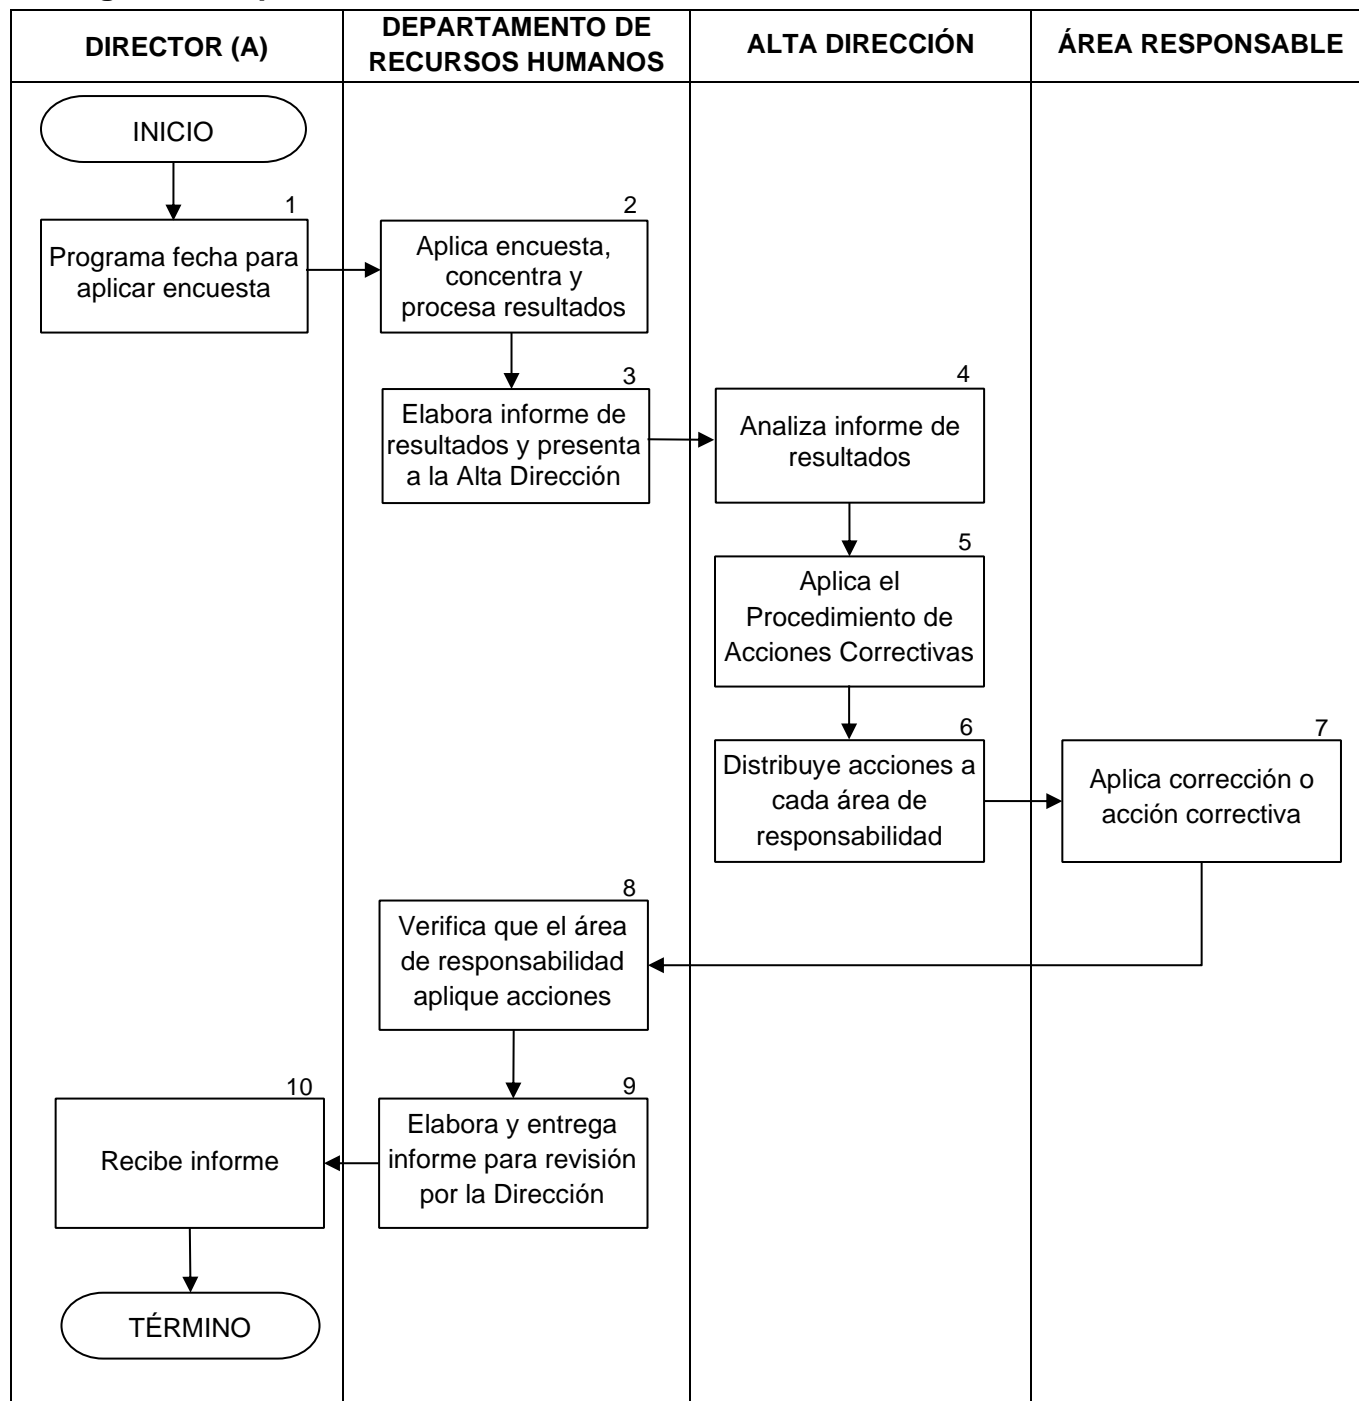 DIRECTOR (A)
DEPARTAMENTO DE
RECURSOS HUMANOS
ALTA DIRECCIÓN
ÁREA RESPONSABLE
INICIO
1
Programa fecha para
aplicar encuesta
2
Aplica encuesta,
concentra y
procesa resultados
3
Elabora informe de
resultados y presenta
a la Alta Dirección
4
Analiza informe de
resultados
5
Aplica el
Procedimiento de
Acciones Correctivas
6
Distribuye acciones a
cada área de
responsabilidad
7
Aplica corrección o
acción correctiva
8
Verifica que el área
de responsabilidad
aplique acciones
9
Elabora y entrega
informe para revisión
por la Dirección
10
Recibe informe
TÉRMINO